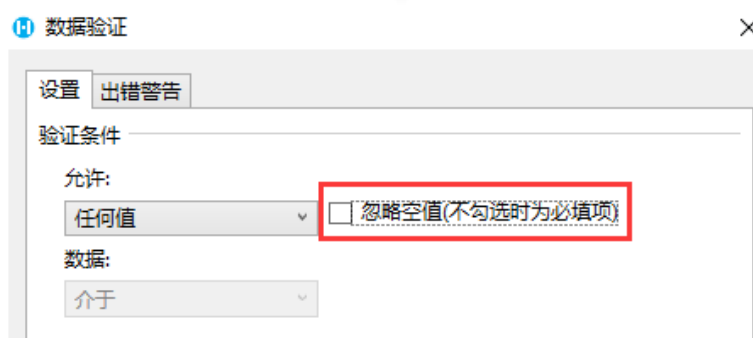 数据验证
设置 出错警告
验证条件
允许:
任何值 忽略空值(不勾选时为必填项)
数据:
介于